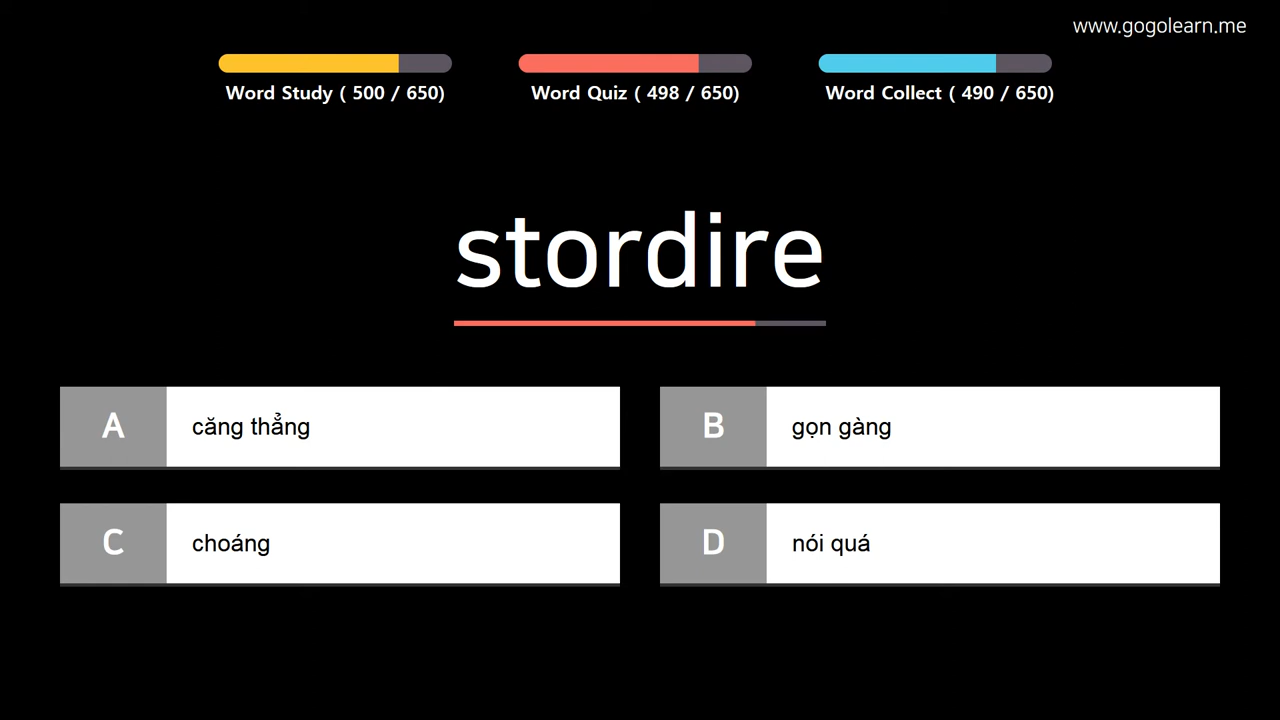 www.gogolearn.me
Word Study ( 500 / 650)
Word Quiz ( 498 / 650)
Word Collect ( 490 / 650)
stordire
A căng thẳng
B gọn gàng
C choáng
D nói quá